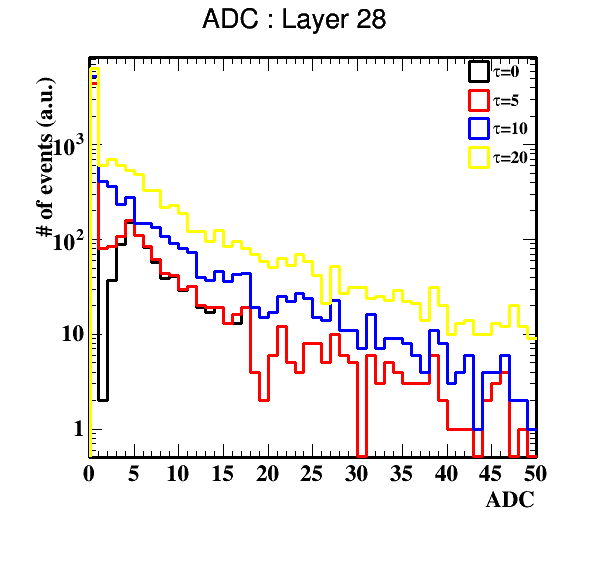 ADC : Layer 28
# of events (a.u.)
10³
10²
10
1
τ=0
τ=5
τ=10
τ=20
0 5 10 15 20 25 30 35 40 45 50
ADC